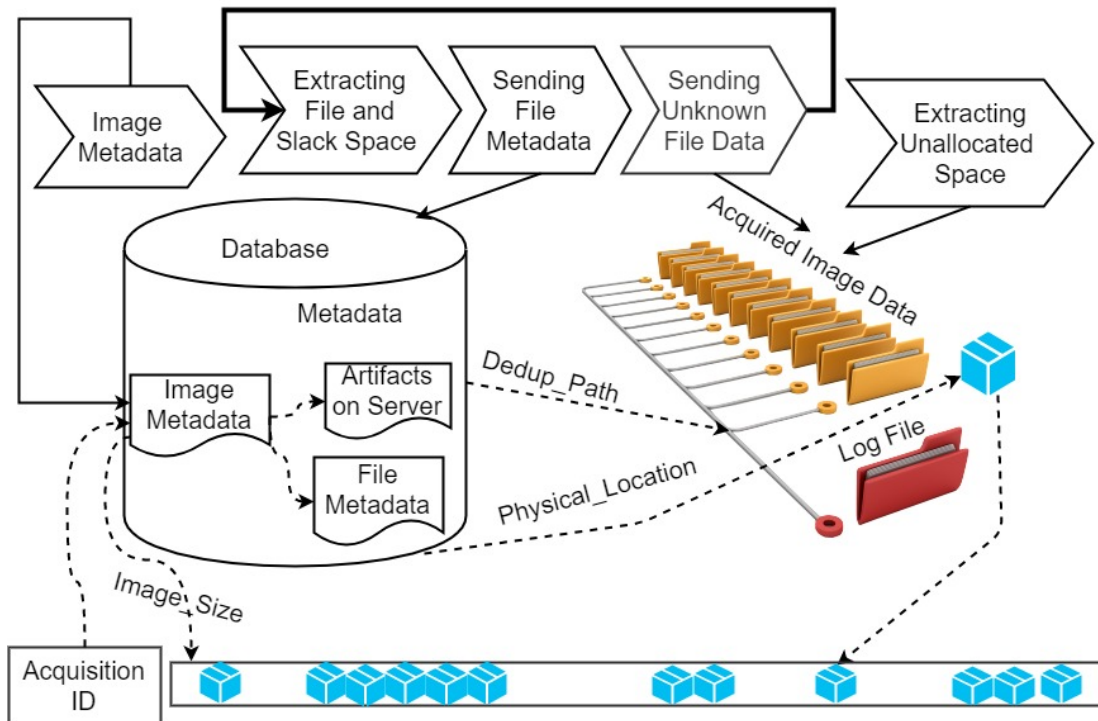 Image
Metadata
Extracting
File and
Slack Space
Sending
File
Metadata
Sending
Unknown
File Data
Extracting
Unallocated
Space
Database
Metadata
Image
Metadata
Artifacts
on Server
File
Metadata
Acquired Image Data
Dedup_Path
Log File
Physical_Location
Image_Size
Acquisition
ID